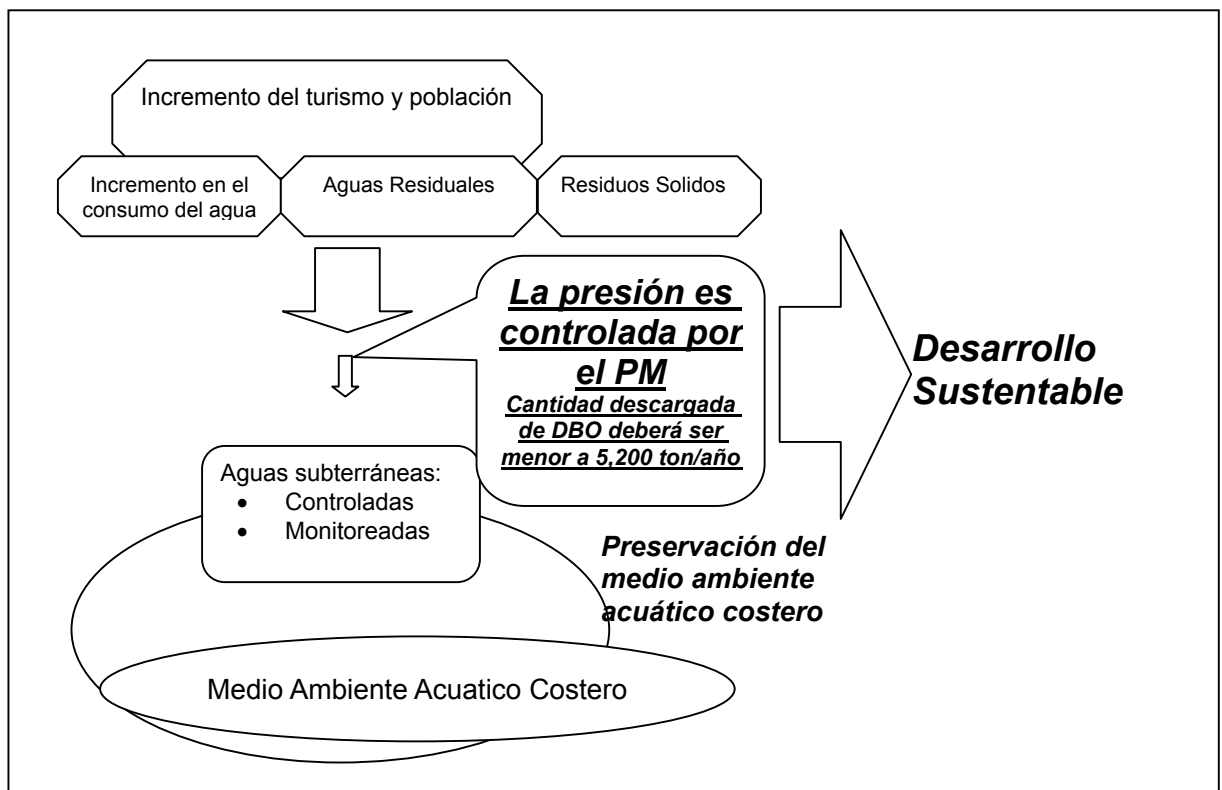 Incremento del turismo y población
Incremento en el
consumo del agua
Aguas Residuales
Residuos Solidos
La presión es
controlada por
el PM
Cantidad descargada
de DBO deberá ser
menor a 5,200 ton/año
Desarrollo
Sustentable
Aguas subterráneas:
• Controladas
• Monitoreadas
Preservación del
medio ambiente
acuático costero
Medio Ambiente Acuatico Costero